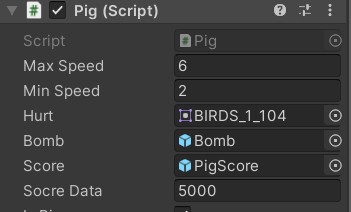 Pig (Script)
Script Pig
Max Speed 6
Min Speed 2
Hurt BIRDS_1_104
Bomb Bomb
Score PigScore
Socre Data 5000